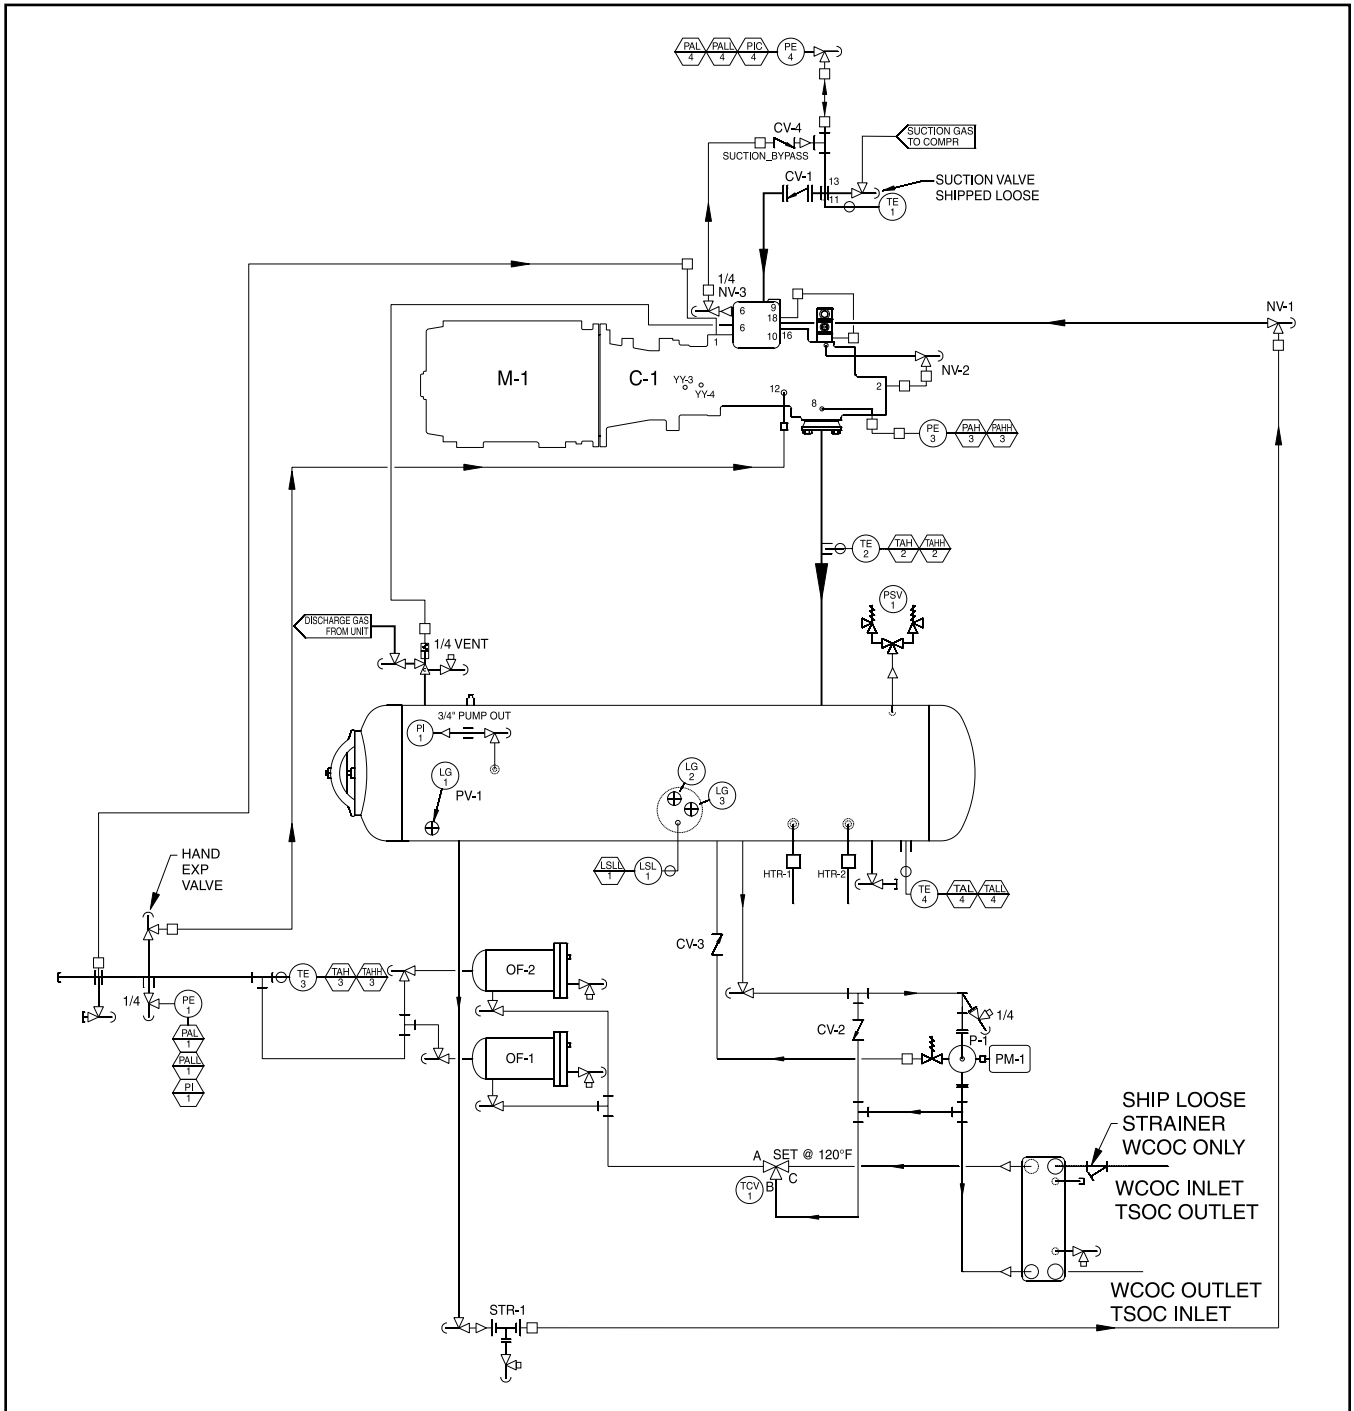 PAL 4
PALL 4
PIC 4
PE 4
CV-4
SUCTION_BYPASS
SUCTION GAS
TO COMPR
CV-1
13
11
SUCTION VALVE
SHIPPED LOOSE
TE 1
1/4
NV-3
6
6
9
18
10
16
1
NV-1
NV-2
M-1
C-1
YY-3
YY-4
12
8
2
PE 3
PAH 3
PAHH 3
TE 2
TAH 2
TAHH 2
PSV 1
DISCHARGE GAS
FROM UNIT
1/4 VENT
3/4" PUMP OUT
PI 1
LG 1
PV-1
LG 2
LG 3
HAND
EXP
VALVE
LSLL 1
LSL 1
HTR-1
HTR-2
TE 4
TAL 4
TALL 4
CV-3
OF-2
TE 3
TAH 3
TAHH 3
1/4
PE 1
PAL 1
PALL 1
PI 1
OF-1
CV-2
1/4
P-1
PM-1
SHIP LOOSE
STRAINER
WCOC ONLY
A
SET @ 120°F
B
C
TCV 1
WCOC INLET
TSOC OUTLET
WCOC OUTLET
TSOC INLET
STR-1